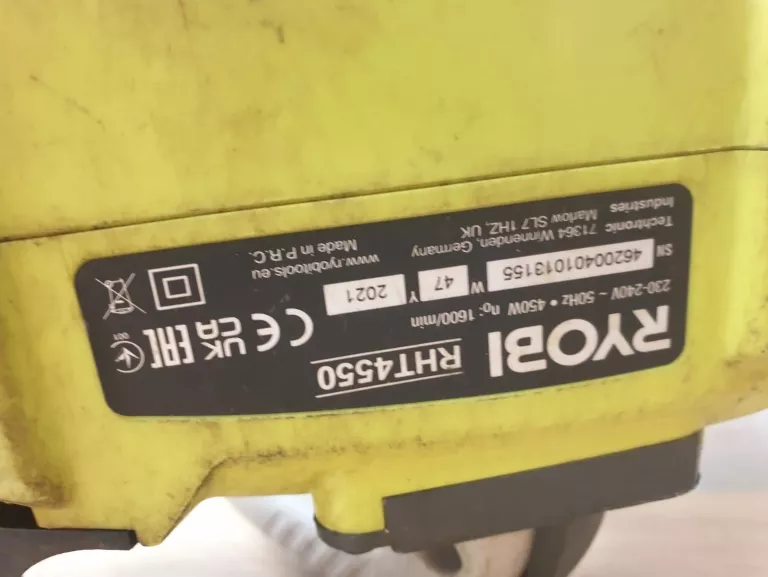 RYOBI RHT4550
230-240V ~ 50Hz • 450W n₀: 1600/min
SN 46200401013155 W 47 Y 2021
Techtronic 71364 Winnenden, Germany www.ryobitools.eu
Industries Marlow SL7 1HZ, UK Made in P.R.C.
CE UK CA EAC
001